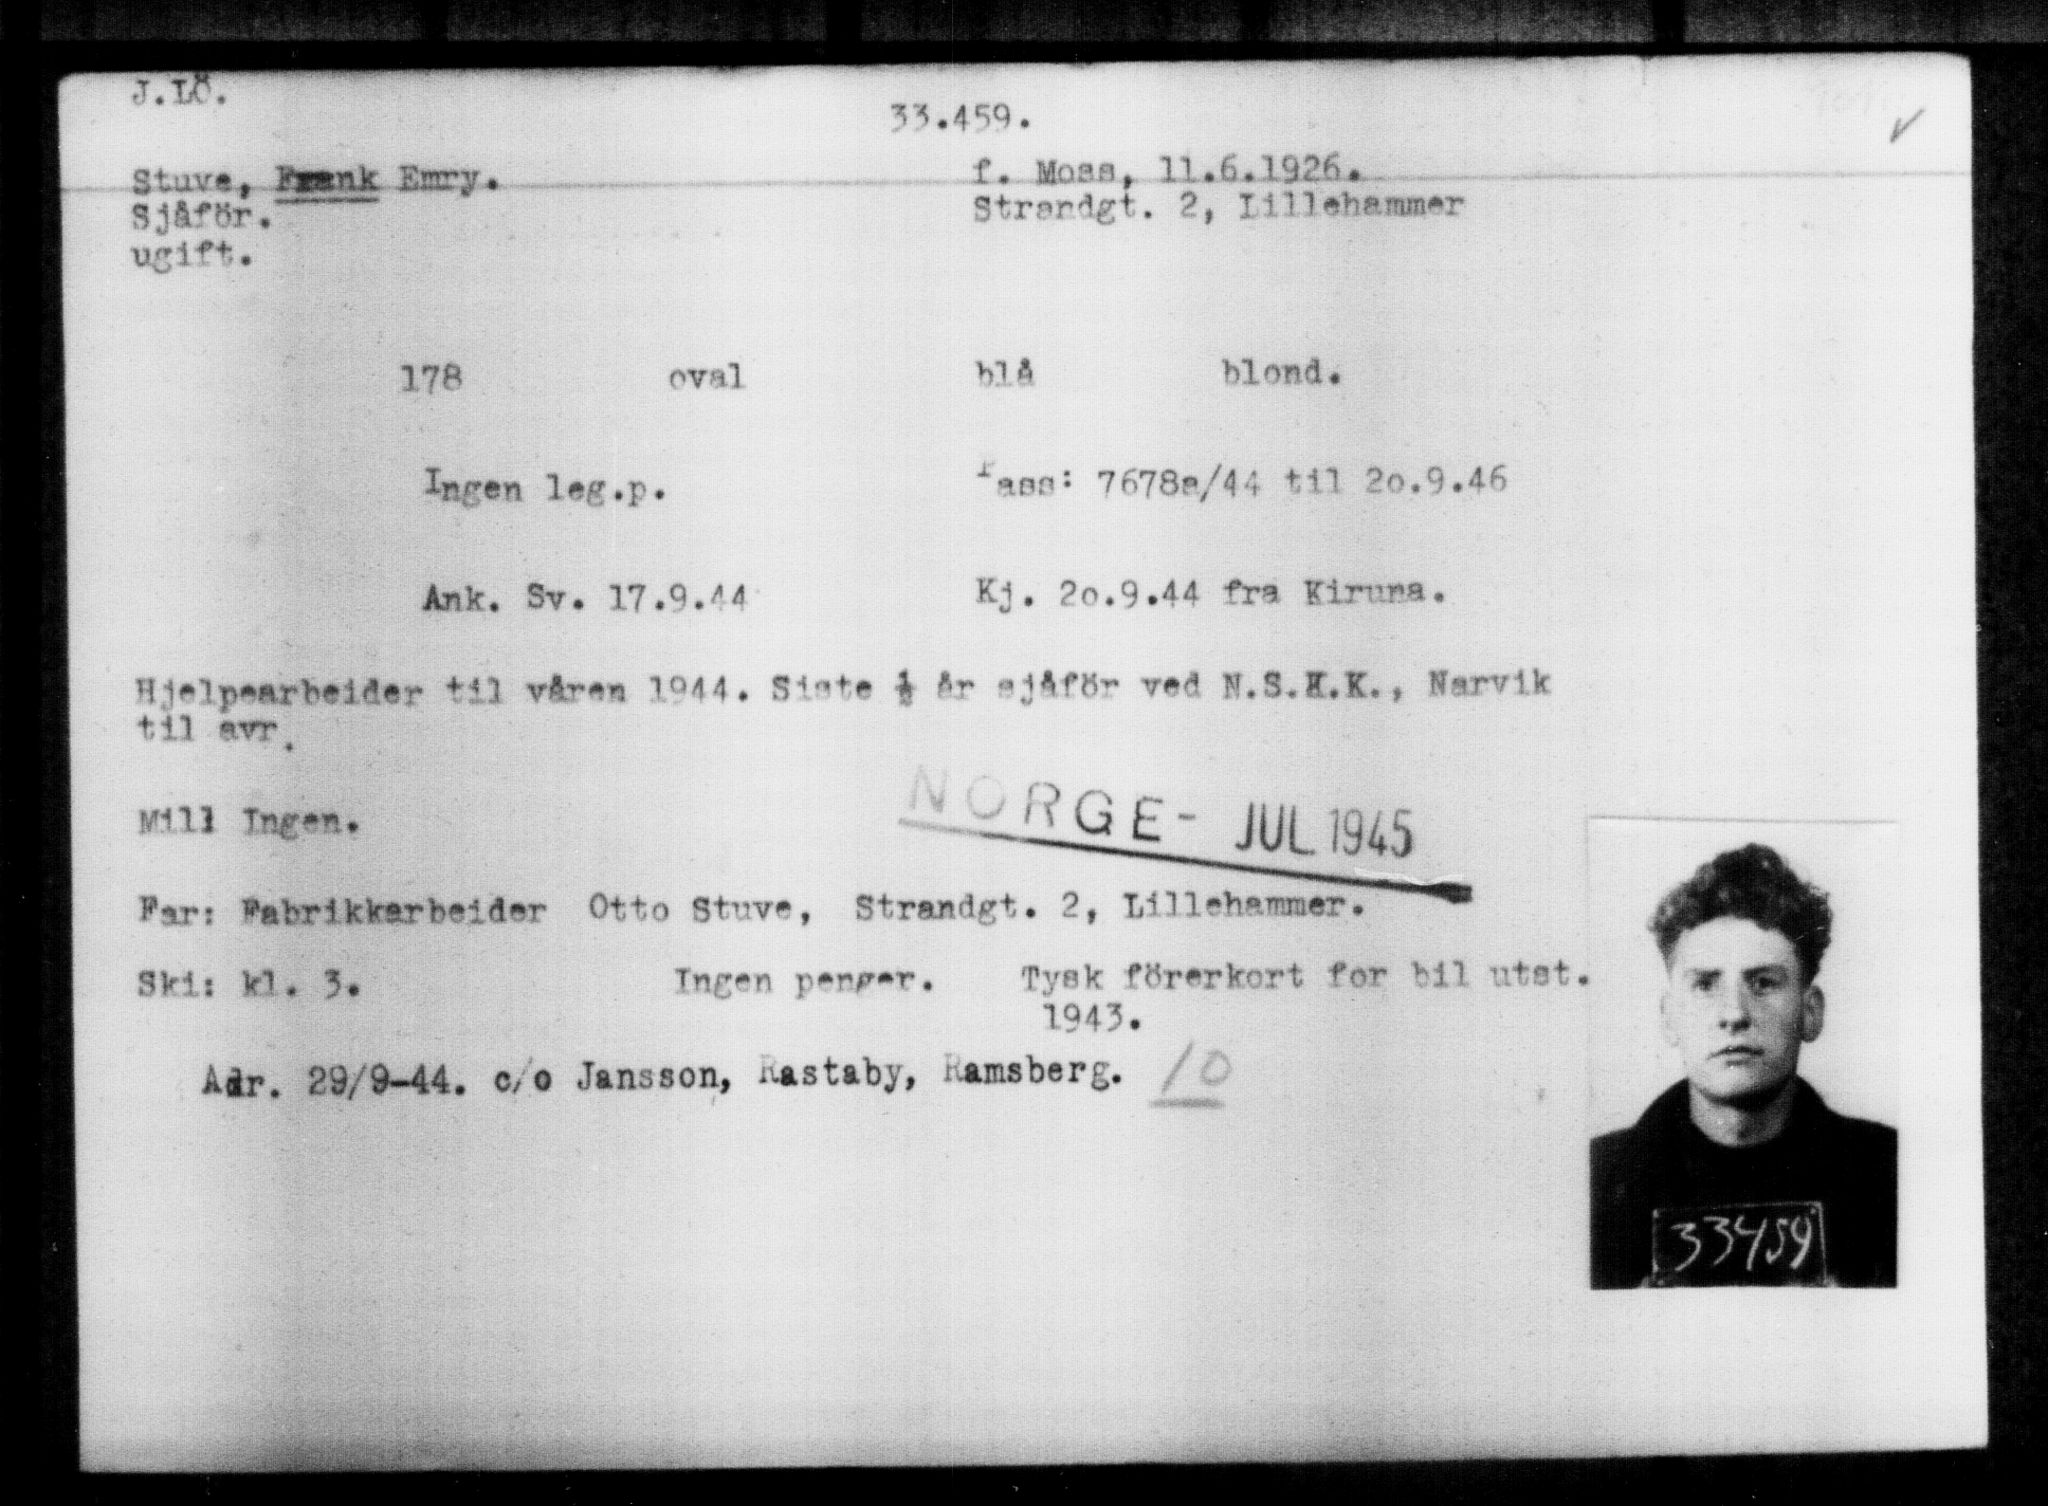 J.LÖ.
33.459.
Stuve, Frank Emry.
f. Moss, 11.6.1926.
Sjåför.
Strandgt. 2, Lillehammer
ugift.
178 oval blå blond.
Ingen leg.p.
Pass: 7678a/44 til 2o.9.46
Ank. Sv. 17.9.44
Kj. 2o.9.44 fra Kiruna.
Hjelpearbeider til våren 1944. Siste ½ år sjåför ved N.S.K.K., Narvik
til avr.
NORGE- JUL 1945
Mill Ingen.
Far: Fabrikkarbeider Otto Stuve, Strandgt. 2, Lillehammer.
Ski: kl. 3. Ingen penger. Tysk förerkort for bil utst.
1943.
Adr. 29/9-44. c/o Jansson, Rastaby, Ramsberg. 10
33459